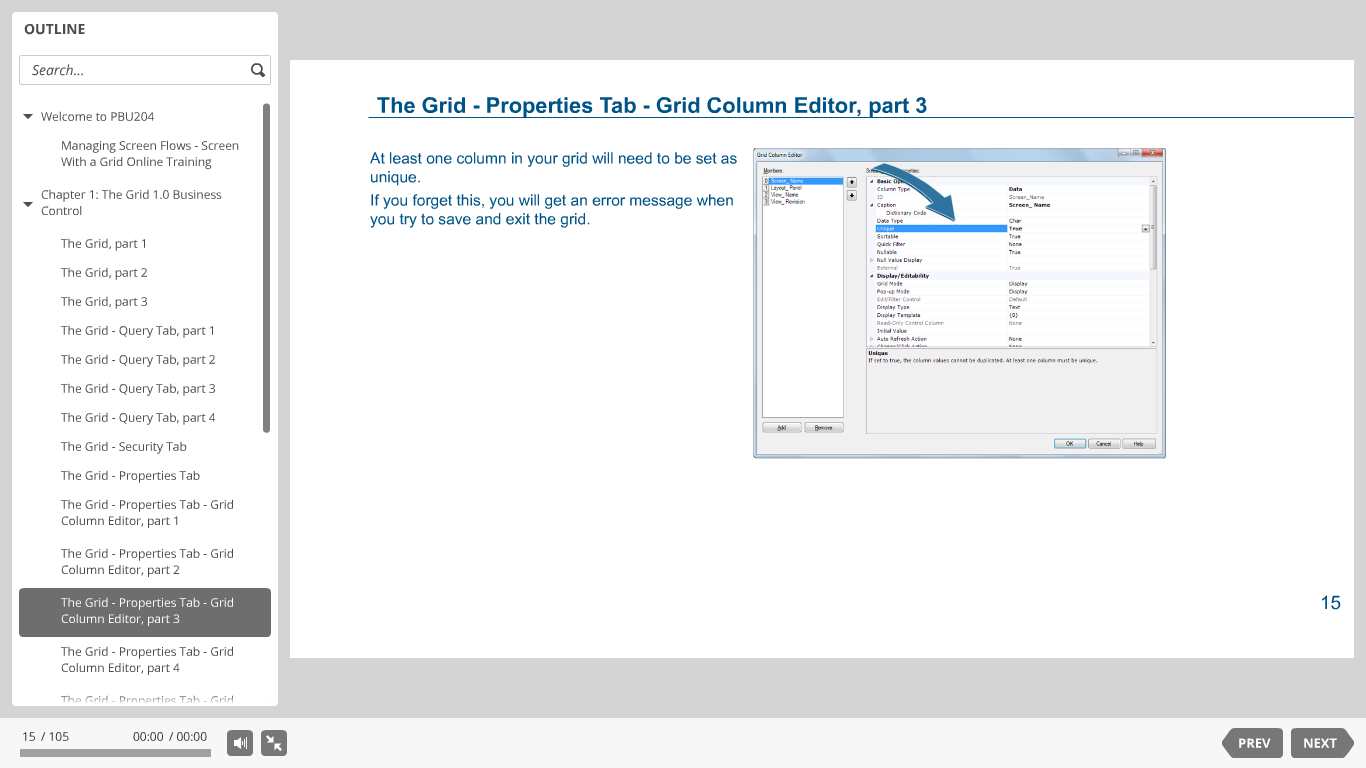 OUTLINE
Search...
Welcome to PBU204
Managing Screen Flows - Screen
With a Grid Online Training
Chapter 1: The Grid 1.0 Business
Control
The Grid, part 1
The Grid, part 2
The Grid, part 3
The Grid - Query Tab, part 1
The Grid - Query Tab, part 2
The Grid - Query Tab, part 3
The Grid - Query Tab, part 4
The Grid - Security Tab
The Grid - Properties Tab
The Grid - Properties Tab - Grid
Column Editor, part 1
The Grid - Properties Tab - Grid
Column Editor, part 2
The Grid - Properties Tab - Grid
Column Editor, part 3
The Grid - Properties Tab - Grid
Column Editor, part 4
The Grid - Properties Tab - Grid
The Grid - Properties Tab - Grid Column Editor, part 3
At least one column in your grid will need to be set as
unique.
If you forget this, you will get an error message when
you try to save and exit the grid.
Grid Column Editor
Members:
0 Screen_Name
1 Layout_Panel
2 View_Name
3 View_Revision
Add Remove
Basic
Column Type Data
ID Screen_Name
Caption Screen_ Name
Dictionary Code
Data Type Char
Unique True
Sortable True
Quick Filter None
Nullable True
Null Value Display
External True
Display/Editability
Grid Mode Display
Pop-up Mode Display
Edit/Filter Control Default
Display Type Text
Display Template {0}
Read-Only Control Column None
Initial Value
Auto Refresh Action None
Unique
If set to true, the column values cannot be duplicated. At least one column must be unique.
OK Cancel Help
15
15 / 105 00:00 / 00:00
PREV NEXT